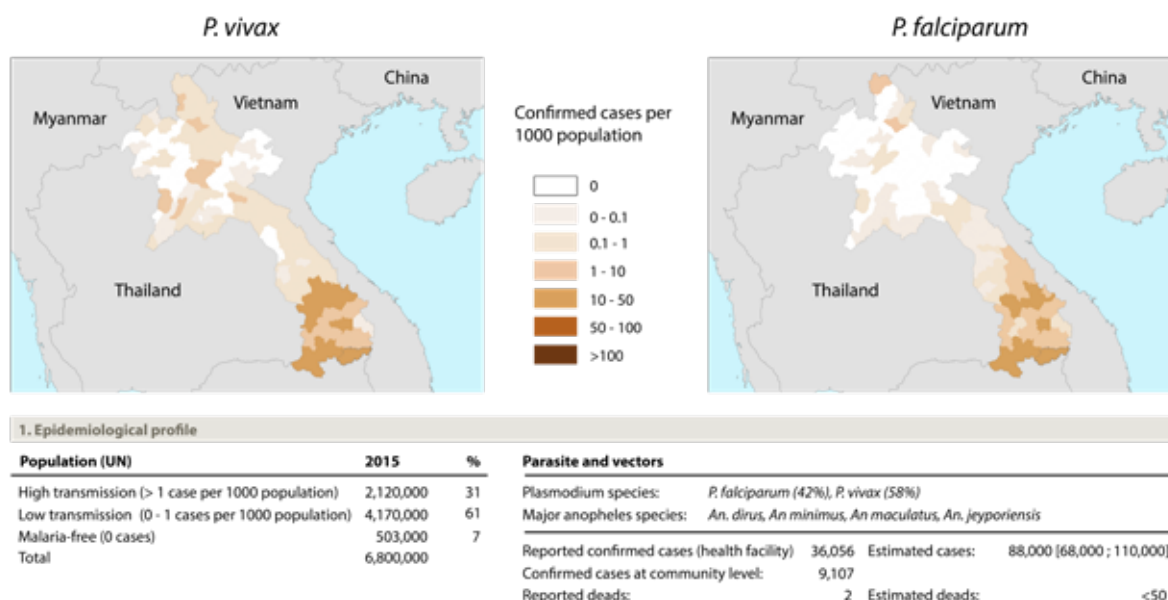 P. vivax
P. falciparum
China
Vietnam
Myanmar
Thailand
Confirmed cases per
1000 population
0
0 - 0.1
0.1 - 1
1 - 10
10 - 50
50 - 100
>100
China
Vietnam
Myanmar
Thailand
1. Epidemiological profile
Population (UN) 2015 %
High transmission (> 1 case per 1000 population) 2,120,000 31
Low transmission (0 - 1 cases per 1000 population) 4,170,000 61
Malaria-free (0 cases) 503,000 7
Total 6,800,000
Parasite and vectors
Plasmodium species: P. falciparum (42%), P. vivax (58%)
Major anopheles species: An. dirus, An minimus, An maculatus, An. jeyporiensis
Reported confirmed cases (health facility) 36,056 Estimated cases: 88,000 [68,000 ; 110,000]
Confirmed cases at community level: 9,107
Reported deads: 2 Estimated deads: <50